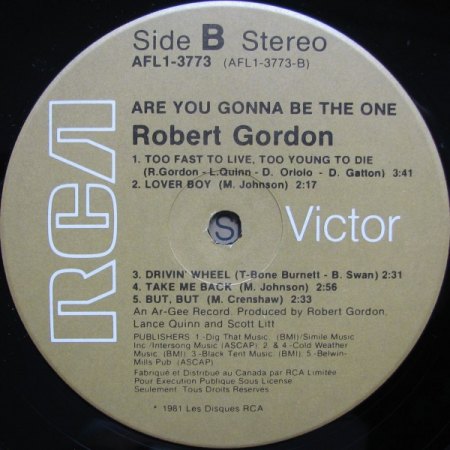 Side B Stereo
AFL1-3773 (AFL1-3773-B)
ARE YOU GONNA BE THE ONE
Robert Gordon
1. TOO FAST TO LIVE, TOO YOUNG TO DIE
(R.Gordon - L.Quinn - D. Oriolo - D. Gatton) 3:41
2. LOVER BOY (M. Johnson) 2:17
RCA
S
Victor
3. DRIVIN' WHEEL (T-Bone Burnett - B. Swan) 2:31
4. TAKE ME BACK (M. Johnson) 2:56
5. BUT, BUT (M. Crenshaw) 2:33
An Ar-Gee Record. Produced by Robert Gordon,
Lance Quinn and Scott Litt
PUBLISHERS 1.-Dig That Music. (BMI)/Simile Music
Inc /Intersong Music (ASCAP); 2 & 4.-Cold Weather
Music (BMI); 3.-Black Tent Music (BMI); 5.-Belwin-
Mills Pub. (ASCAP)
Fabriqué et Distribué au Canada par RCA Limitée
Pour Execution Publique Sous License
Seulement. Tous Droits Réservés
* 1981 Les Disques RCA